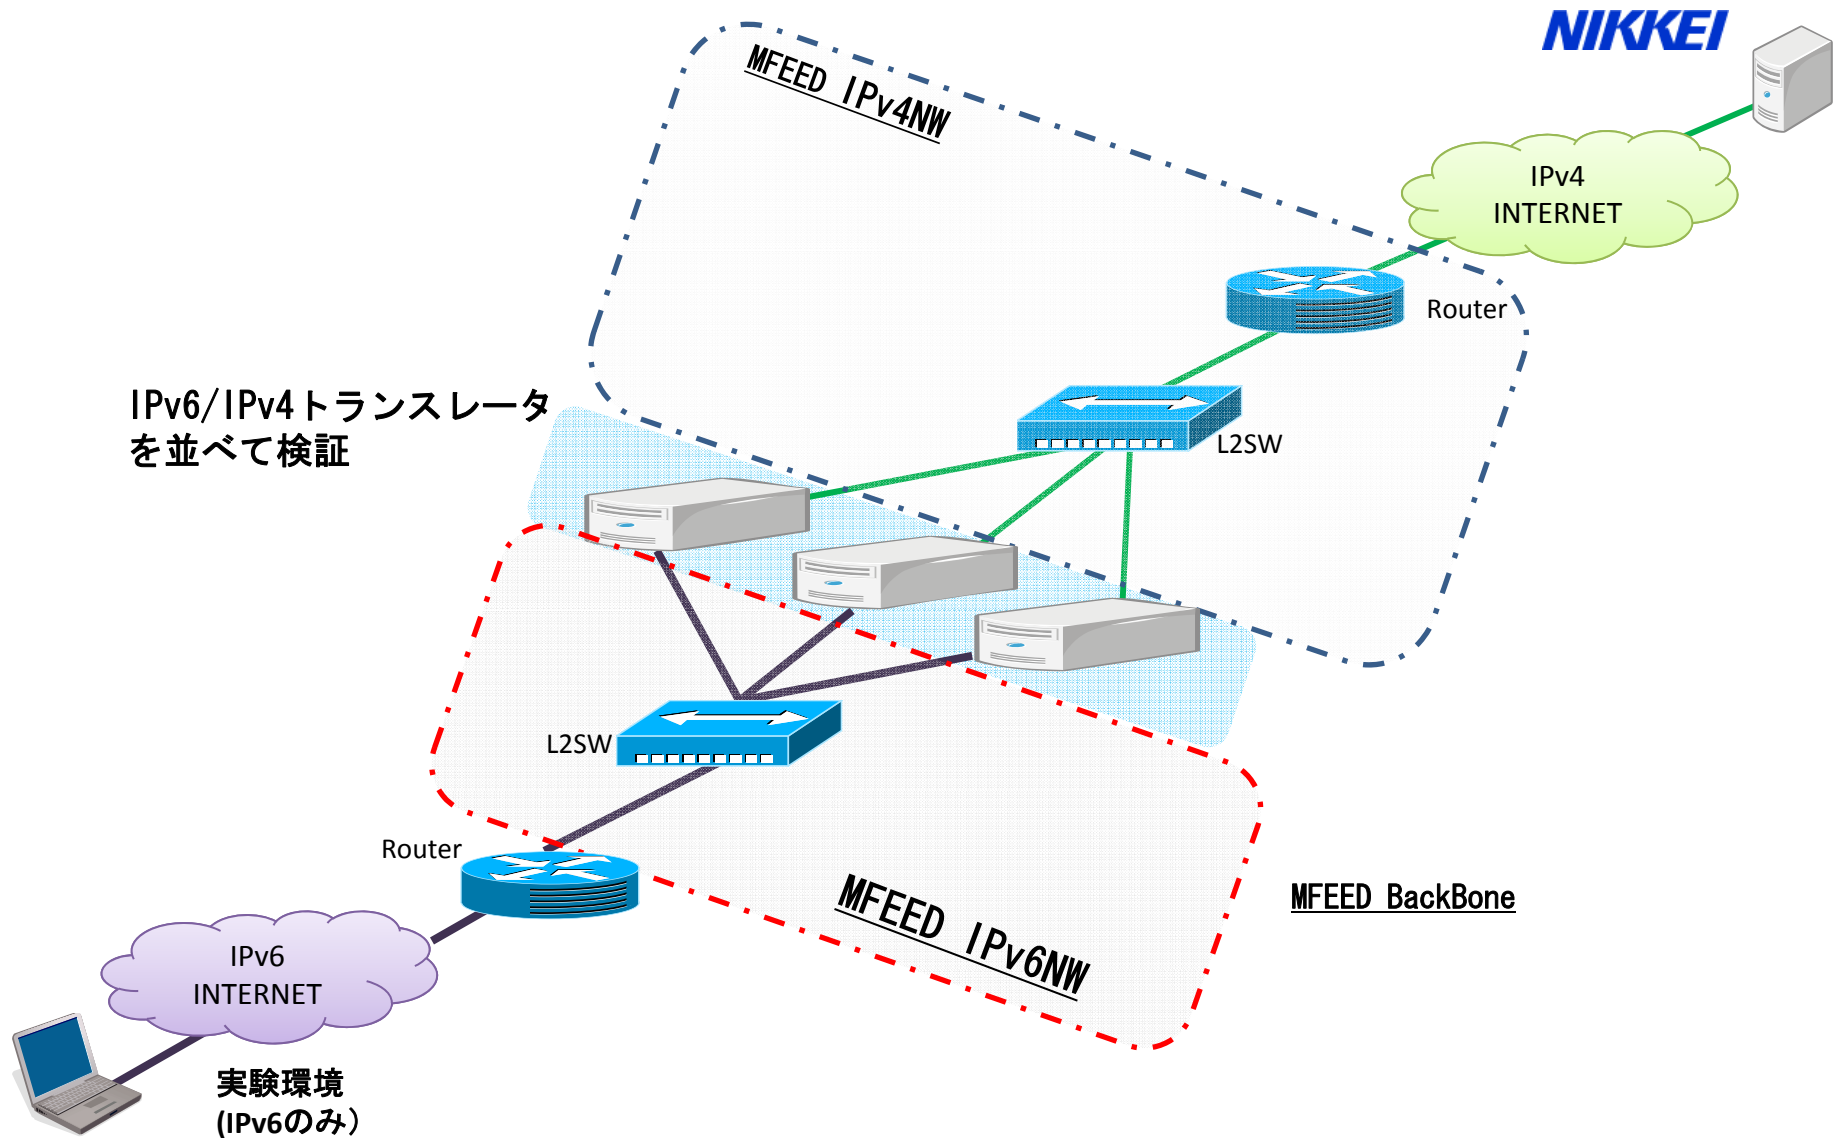 NIKKEI
MFEED IPv4NW
IPv4
INTERNET
Router
IPv6/IPv4トランスレータ
を並べて検証
L2SW
L2SW
Router
MFEED IPv6NW
MFEED BackBone
IPv6
INTERNET
実験環境
(IPv6のみ)